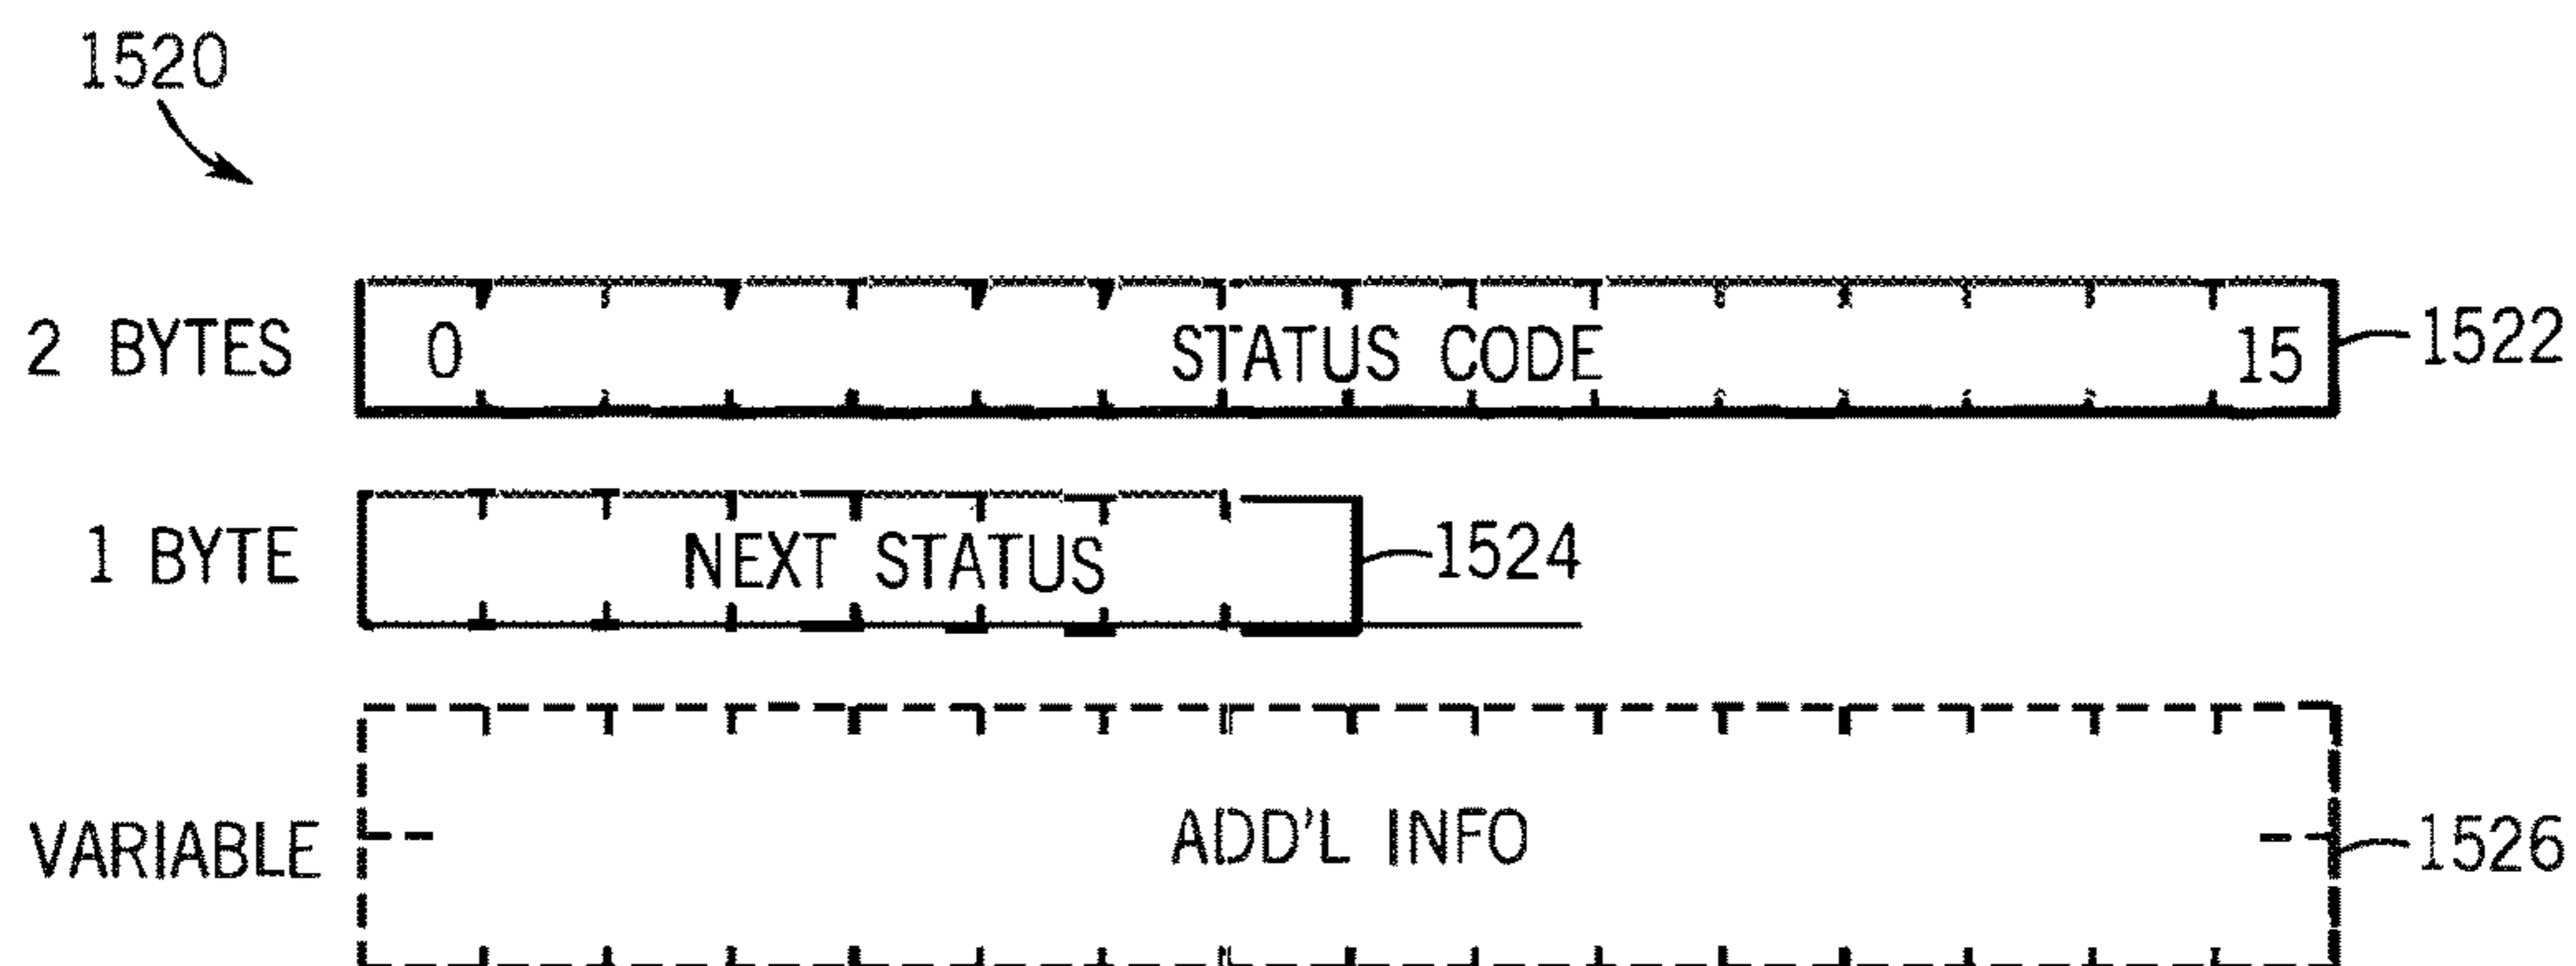 1520
2 BYTES 0 STATUS CODE 15 1522
1 BYTE NEXT STATUS 1524
VARIABLE ADD'L INFO 1526